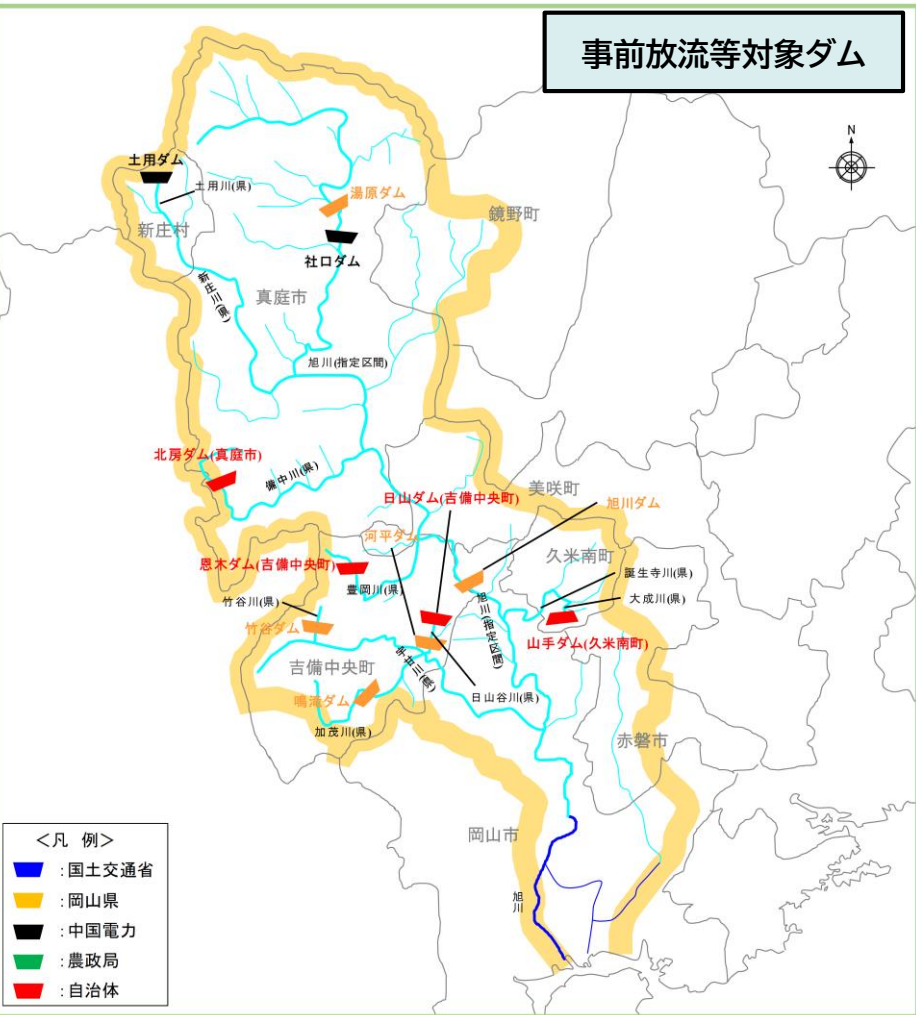 事前放流等対象ダム
N
土用ダム
土用川(県)
湯原ダム
鏡野町
新庄村
社口ダム
新庄川(県)
真庭市
旭川(指定区間)
北房ダム(真庭市)
備中川(県)
美咲町
日山ダム(吉備中央町)
旭川ダム
河平ダム
久米南町
恩木ダム(吉備中央町)
誕生寺川(県)
豊岡川(県)
竹谷川(県)
大成川(県)
旭川(指定区間)
竹谷ダム
山手ダム(久米南町)
吉備中央町
宇甘川(県)
鳴滝ダム
日山谷川(県)
加茂川(県)
赤磐市
岡山市
旭川
<凡 例>
:国土交通省
:岡山県
:中国電力
:農政局
:自治体